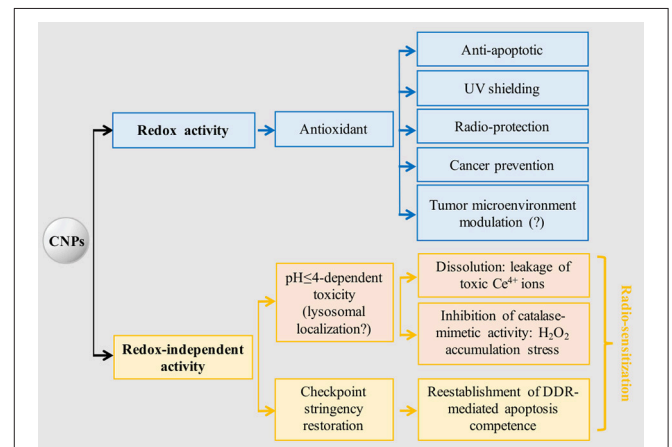 Anti-apoptotic
UV shielding
Redox activity
Antioxidant
Radio-protection
Cancer prevention
Tumor microenvironment
modulation (?)
CNPs
pH≤4-dependent
toxicity
(lysosomal
localization?)
Dissolution: leakage of
toxic Ce⁴⁺ ions
Inhibition of catalase-
mimetic activity: H₂O₂
accumulation stress
Redox-independent
activity
Checkpoint
stringency
restoration
Reestablishment of DDR-
mediated apoptosis
competence
Radio-sensitization